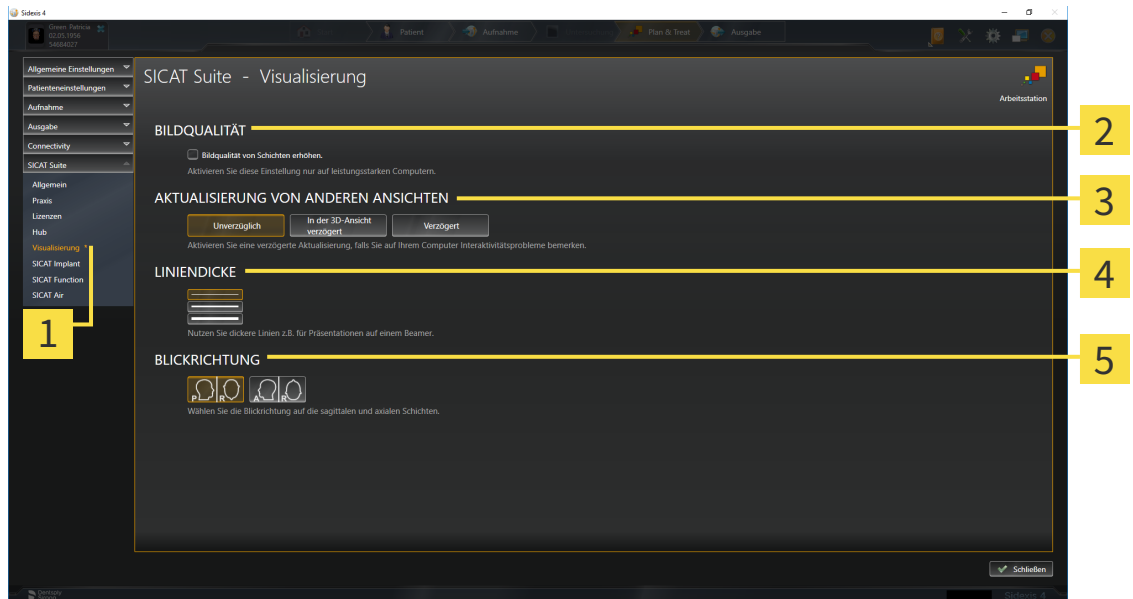 Sidexis 4
Green Patricia
02.05.1956
54684027
Patient
Aufnahme
Plan & Treat
Ausgabe
Allgemeine Einstellungen
Patienteneinstellungen
Aufnahme
Ausgabe
Connectivity
SICAT Suite
Allgemein
Praxis
Lizenzen
Hub
Visualisierung
SICAT Implant
SICAT Function
SICAT Air
1
SICAT Suite - Visualisierung
Arbeitsstation
BILDQUALITÄT
2
Bildqualität von Schichten erhöhen.
Aktivieren Sie diese Einstellung nur auf leistungsstarken Computern.
AKTUALISIERUNG VON ANDEREN ANSICHTEN
3
Unverzüglich
In der 3D-Ansicht
verzögert
Verzögert
Aktivieren Sie eine verzögerte Aktualisierung, falls Sie auf Ihrem Computer Interaktivitätsprobleme bemerken.
LINIENDICKE
4
Nutzen Sie dickere Linien z.B. für Präsentationen auf einem Beamer.
BLICKRICHTUNG
5
P R
A R
Wählen Sie die Blickrichtung auf die sagittalen und axialen Schichten.
Schließen
Dentsply
Sirona
Sidexis 4